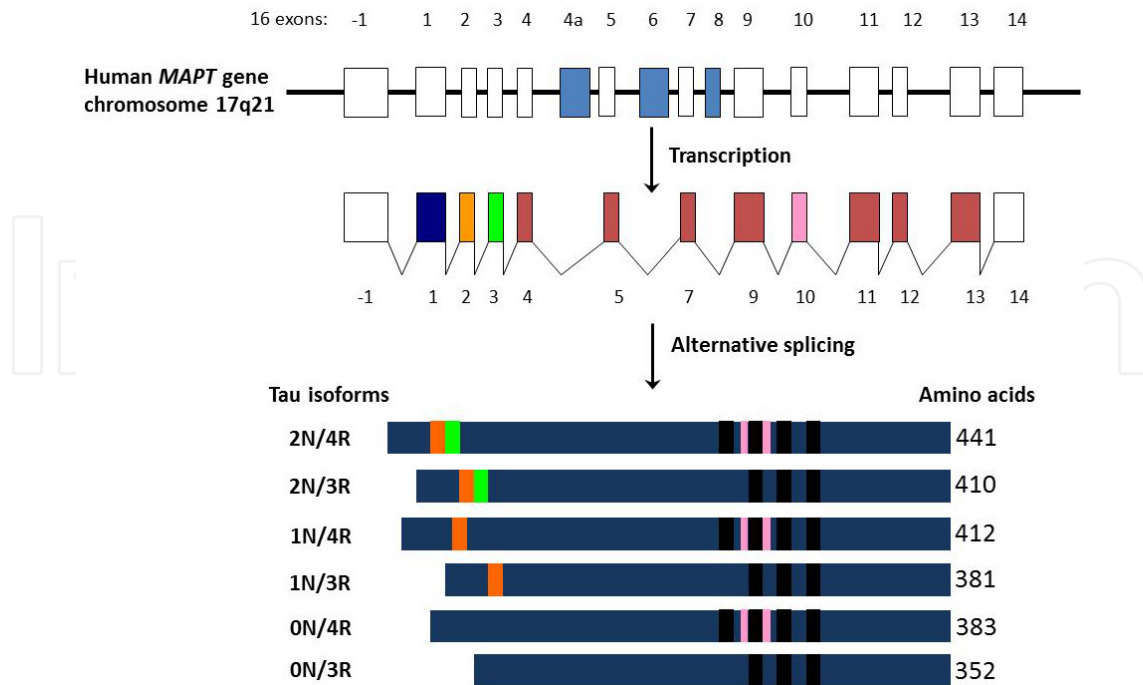 16 exons: -1 1 2 3 4 4a 5 6 7 8 9 10 11 12 13 14
Human MAPT gene
chromosome 17q21
Transcription
-1 1 2 3 4 5 7 9 10 11 12 13 14
Alternative splicing
Tau isoforms Amino acids
2N/4R 441
2N/3R 410
1N/4R 412
1N/3R 381
0N/4R 383
0N/3R 352